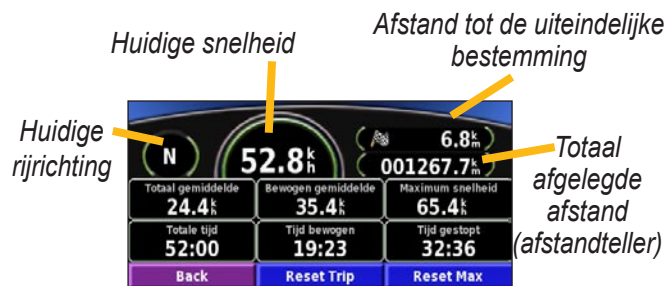 Huidige snelheid
Afstand tot de uiteindelijke
bestemming
Huidige
rijrichting
N
52.8 k/h
6.8 k/m
001267.7 k/m
Totaal
afgelegde
afstand
(afstandteller)
Totaal gemiddelde
24.4 k/h
Bewogen gemiddelde
35.4 k/h
Maximum snelheid
65.4 k/h
Totale tijd
52:00
Tijd bewogen
19:23
Tijd gestopt
32:36
Back
Reset Trip
Reset Max